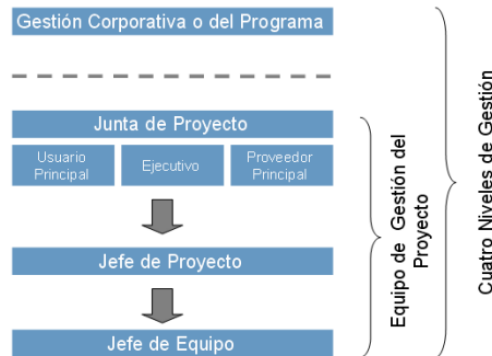 Gestión Corporativa o del Programa
Junta de Proyecto
Usuario
Principal
Ejecutivo
Proveedor
Principal
Jefe de Proyecto
Jefe de Equipo
Equipo de Gestión del
Proyecto
Cuatro Niveles de Gestión